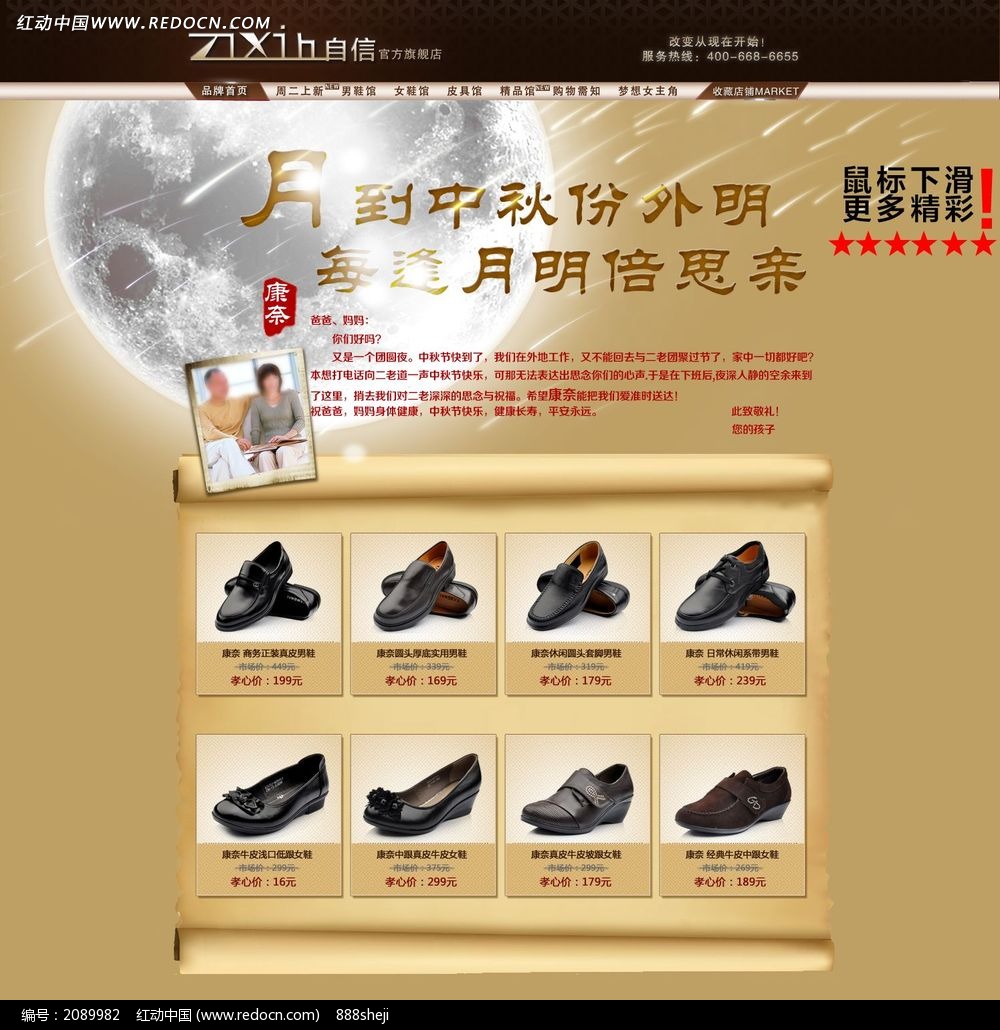 红动中国WWW.REDOCN.COM
zixin自信官方旗舰店
改变从现在开始！
服务热线：400-668-6655
品牌首页 周二上新NEW 男鞋馆 女鞋馆 皮具馆 精品馆NEW 购物需知 梦想女主角 收藏店铺MARKET
月到中秋份外明
每逢月明倍思亲
鼠标下滑
更多精彩！
康奈
爸爸、妈妈：
你们好吗？
又是一个团圆夜。中秋节快到了，我们在外地工作，又不能回去与二老团聚过节了，家中一切都好吧？
本想打电话向二老道一声中秋节快乐，可那无法表达出思念你们的心声.于是在下班后,夜深人静的空余来到
了这里，捎去我们对二老深深的思念与祝福。希望康奈能把我们爱准时送达！
祝爸爸，妈妈身体健康，中秋节快乐，健康长寿，平安永远。
此致敬礼！
您的孩子
康奈 商务正装真皮男鞋
市场价：449元
孝心价：199元
康奈圆头厚底实用男鞋
市场价：339元
孝心价：169元
康奈休闲圆头套脚男鞋
市场价：319元
孝心价：179元
康奈 日常休闲系带男鞋
市场价：419元
孝心价：239元
康奈牛皮浅口低跟女鞋
市场价：299元
孝心价：16元
康奈中跟真皮牛皮女鞋
市场价：375元
孝心价：299元
康奈真皮牛皮坡跟女鞋
市场价：299元
孝心价：179元
康奈 经典牛皮中跟女鞋
市场价：269元
孝心价：189元
编号：2089982 红动中国 (www.redocn.com) 888sheji